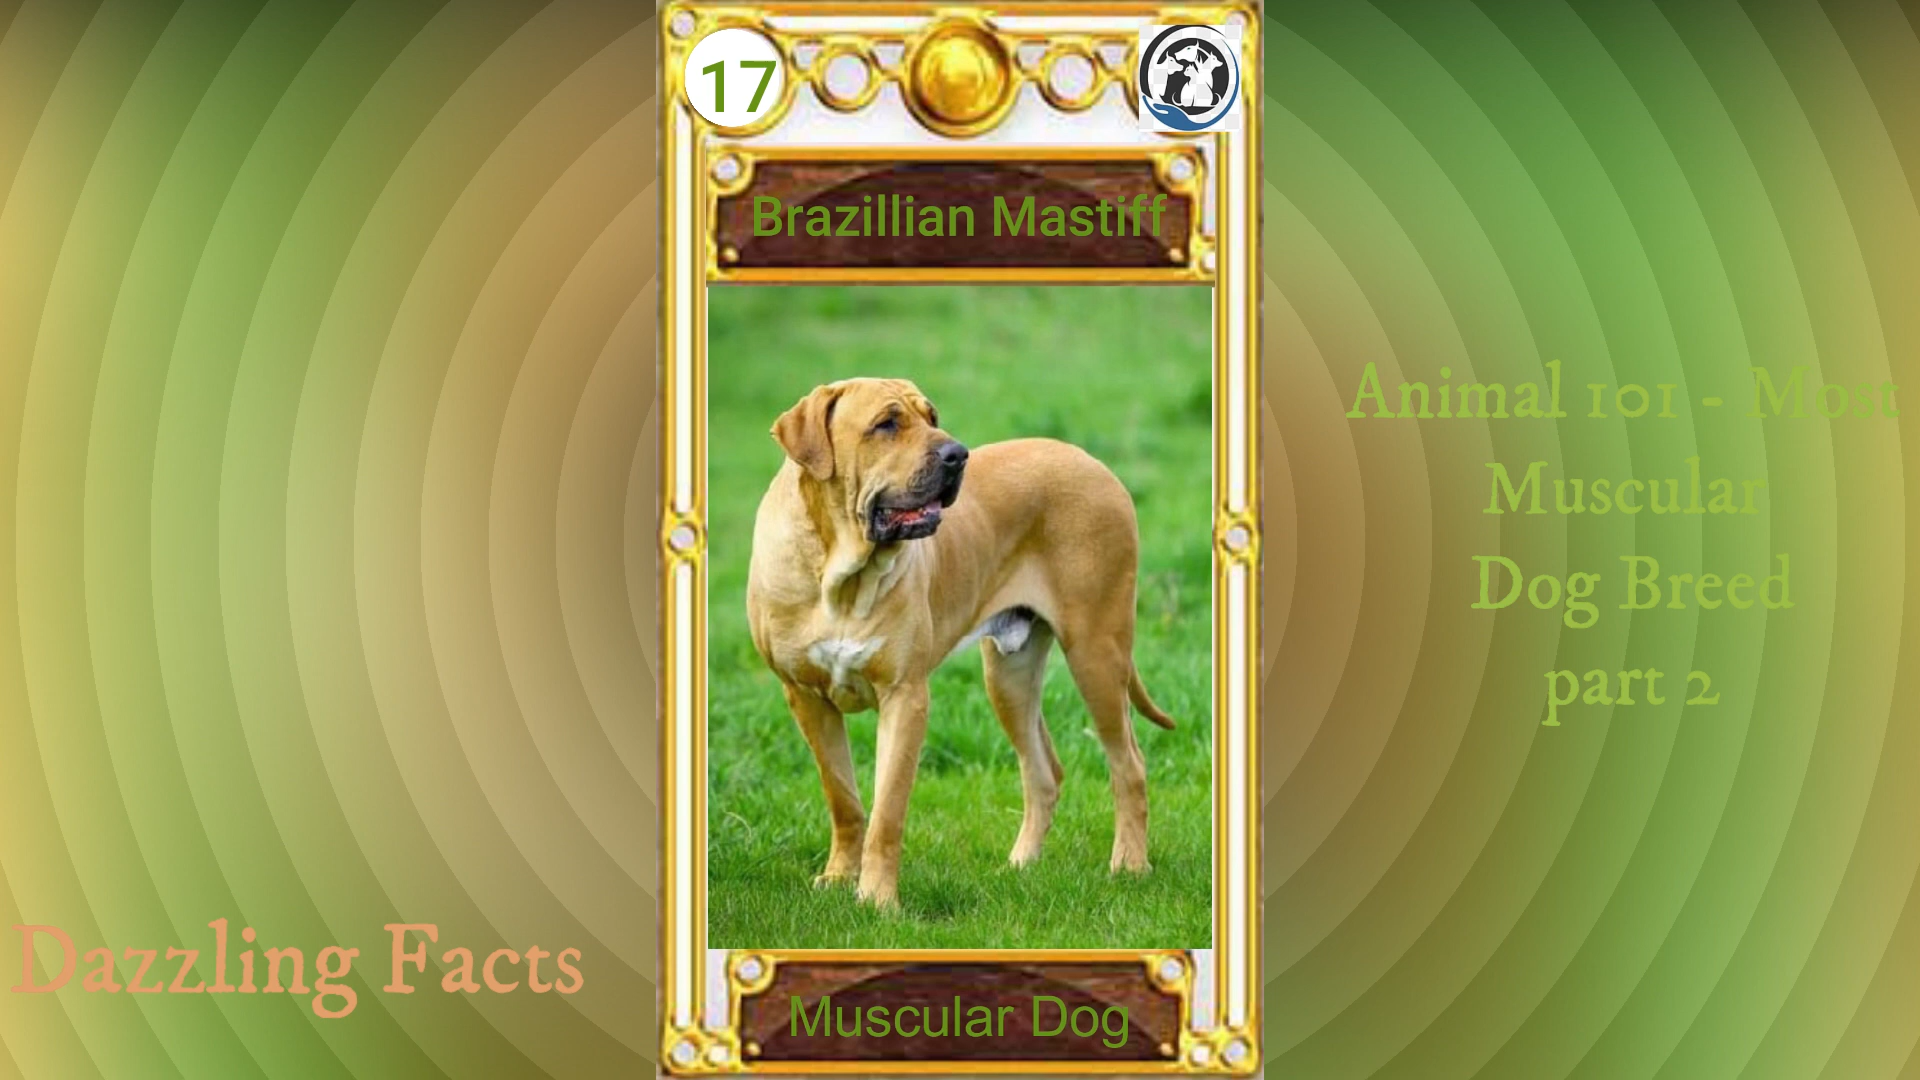 17
Brazillian Mastiff
Animal 101 - Most
Muscular
Dog Breed
part 2
Dazzling Facts
Muscular Dog